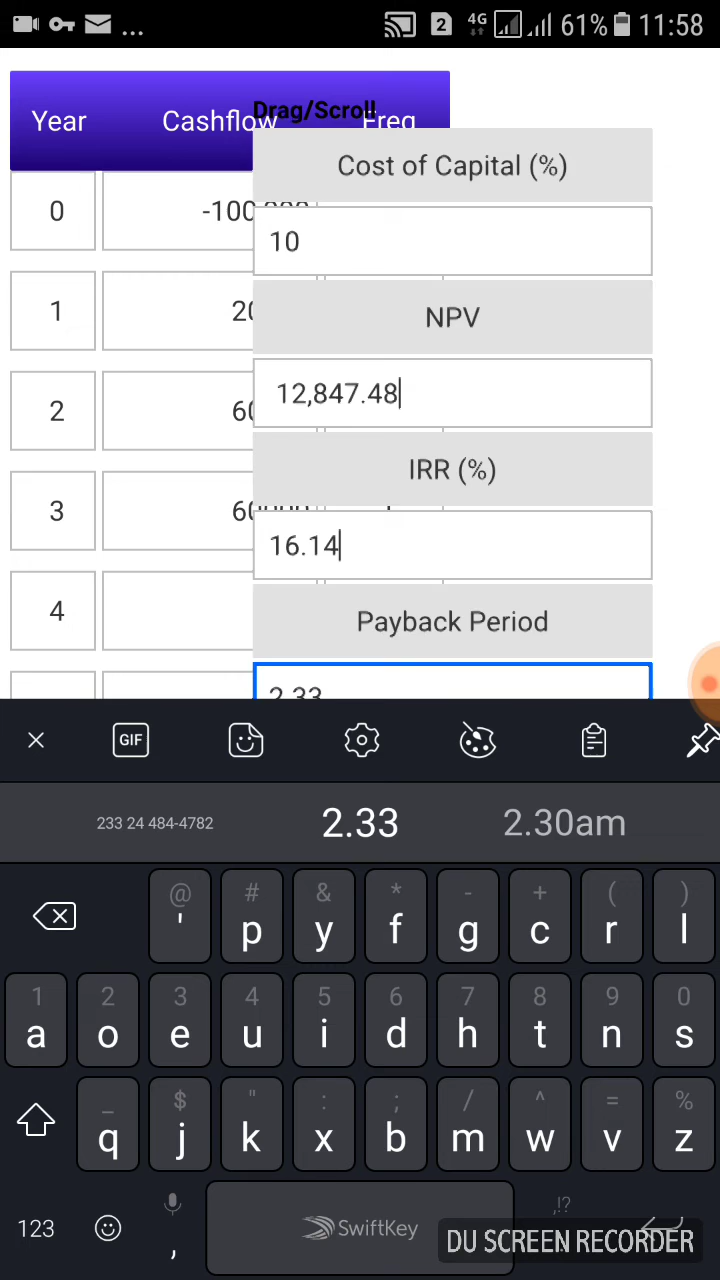 ... 2 4G 61% 11:58
Year Cashflow Freq
Drag/Scroll
Cost of Capital (%)
0
10
1
NPV
2
12,847.48
IRR (%)
3
16.14
4
Payback Period
2.33
GIF
233 24 484-4782 2.33 2.30am
@ # & * - + ( )
' p y f g c r l
1 2 3 4 5 6 7 8 9 0
a o e u i d h t n s
_ $ " : ; / ^ = %
q j k x b m w v z
,!?
123 , SwiftKey
DU SCREEN RECORDER